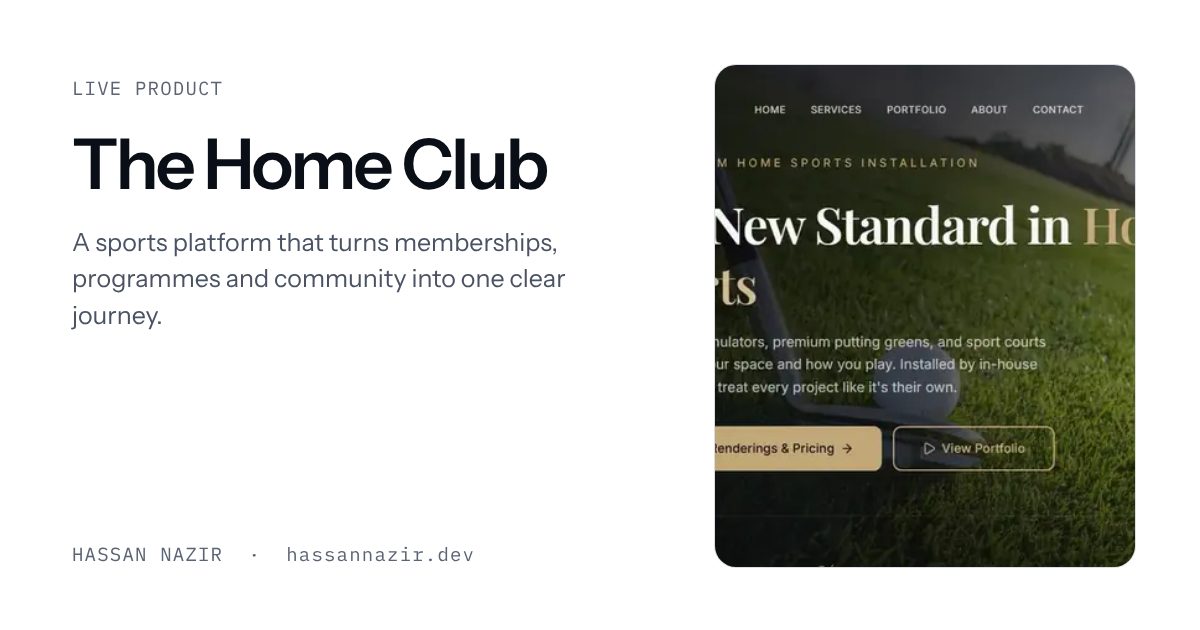 LIVE PRODUCT
The Home Club
A sports platform that turns memberships,
programmes and community into one clear
journey.
HASSAN NAZIR · hassannazir.dev
HOME SERVICES PORTFOLIO ABOUT CONTACT
M HOME SPORTS INSTALLATION
New Standard in Ho
rts
nulators, premium putting greens, and sport courts
ur space and how you play. Installed by in-house
treat every project like it's their own.
Renderings & Pricing →
View Portfolio